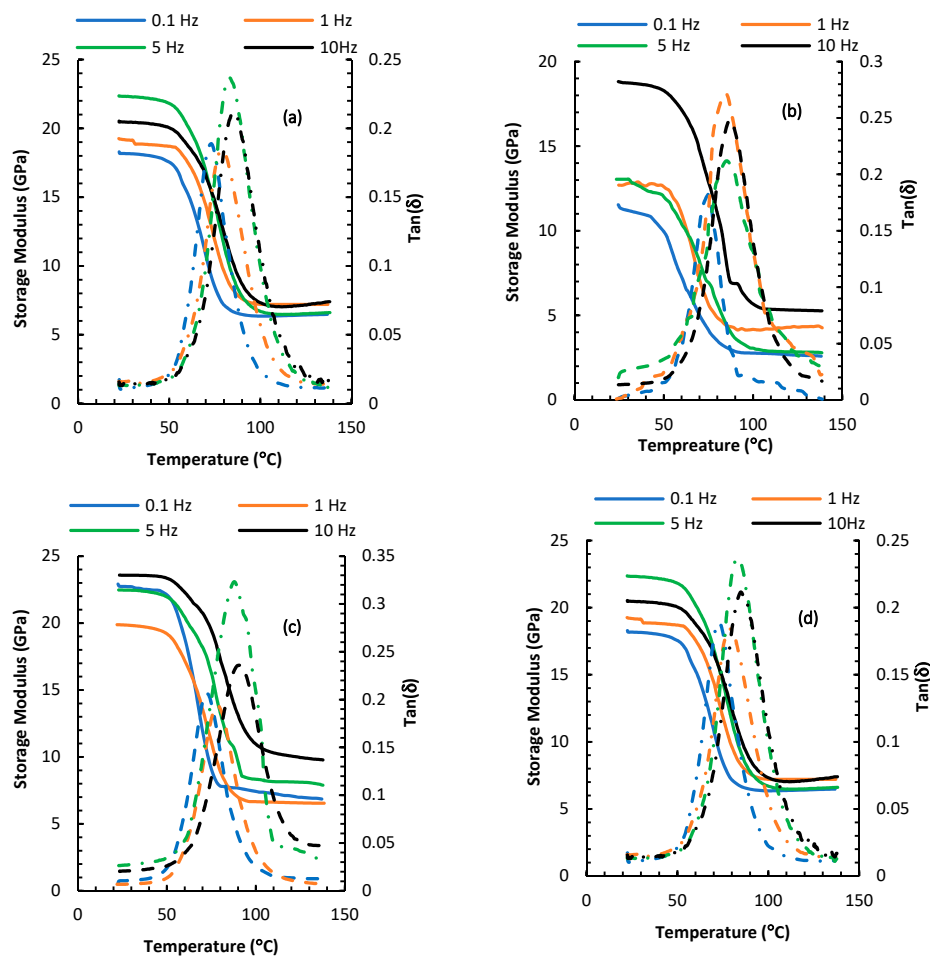 0.1 Hz 1 Hz
5 Hz 10Hz
25 0.25
20 0.2
15 0.15
10 0.1
5 0.05
0 0
0 50 100 150
(a)
Storage Modulus (GPa)
Tan(δ)
Temperature (°C)
0.1 Hz 1 Hz
5 Hz 10 Hz
20 0.3
0.25
15 0.2
10 0.15
0.1
5 0.05
0 0
0 50 100 150
(b)
Storage Modulus (GPa)
Tan(δ)
Tempreature (°C)
0.1 Hz 1 Hz
5 Hz 10 Hz
25 0.35
20 0.3
0.25
15 0.2
10 0.15
0.1
5 0.05
0 0
0 50 100 150
(c)
Storage Modulus (GPa)
Tan(δ)
Temperature (°C)
0.1 Hz 1 Hz
5 Hz 10Hz
25 0.25
20 0.2
15 0.15
10 0.1
5 0.05
0 0
0 50 100 150
(d)
Storage Modulus (GPa)
Tan(δ)
Temperature (°C)